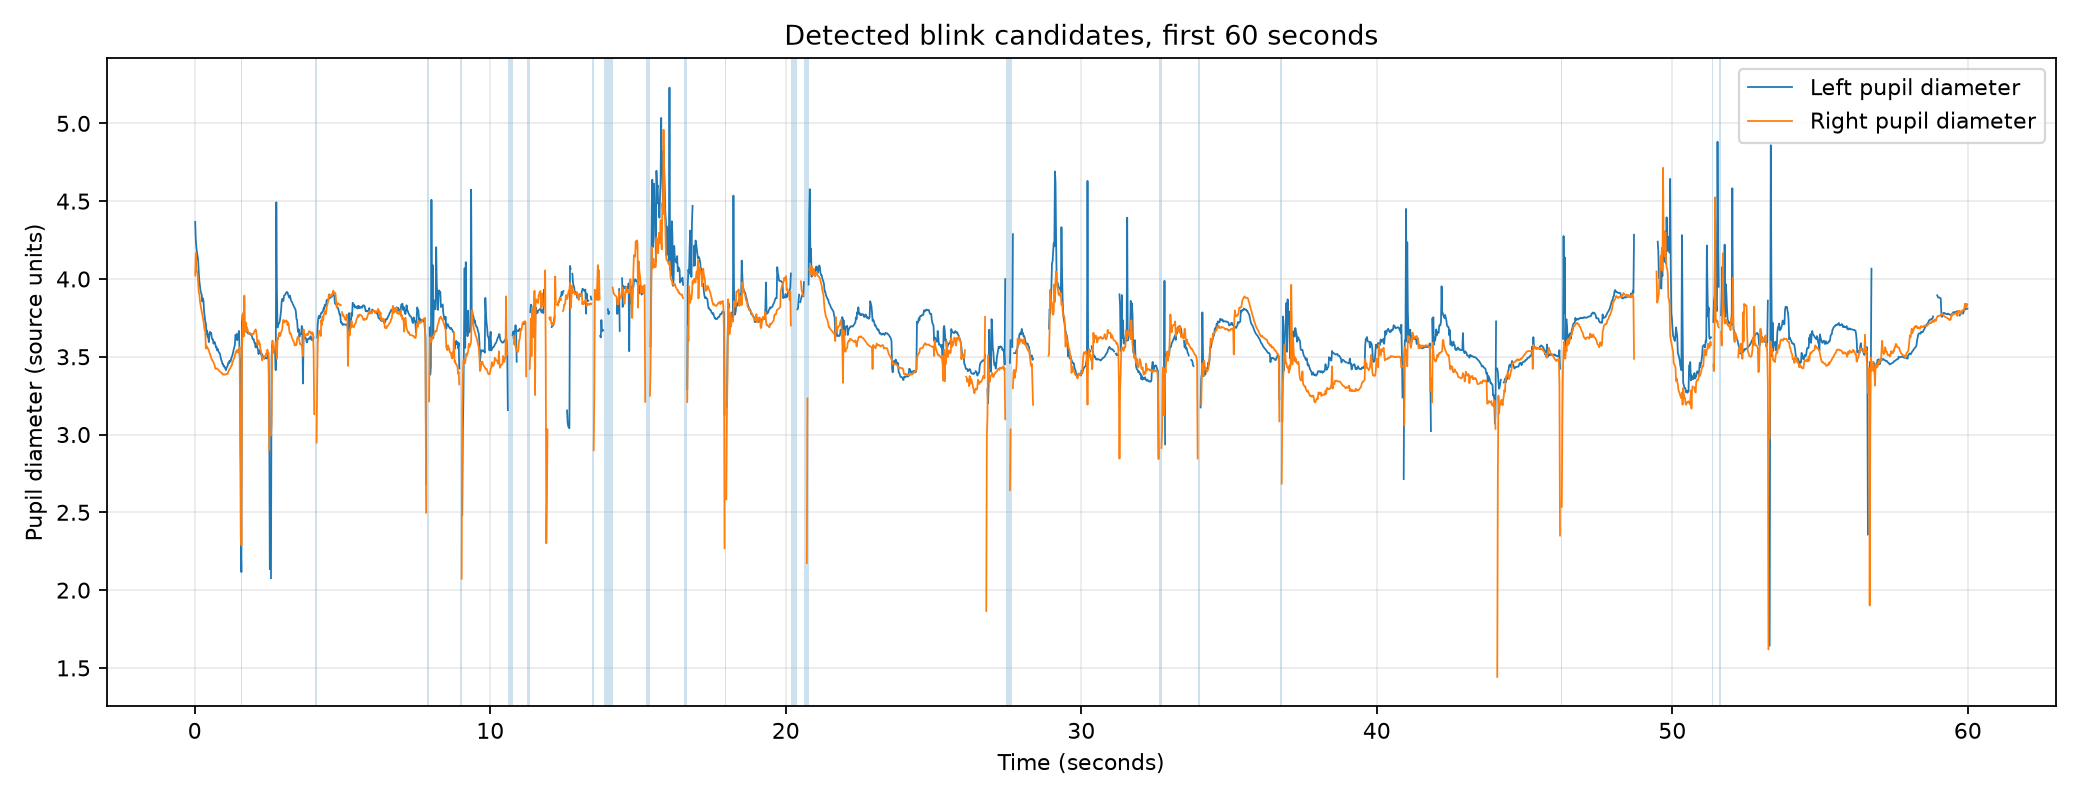 Detected blink candidates, first 60 seconds
Left pupil diameter
Right pupil diameter
Pupil diameter (source units)
5.0
4.5
4.0
3.5
3.0
2.5
2.0
1.5
0 10 20 30 40 50 60
Time (seconds)